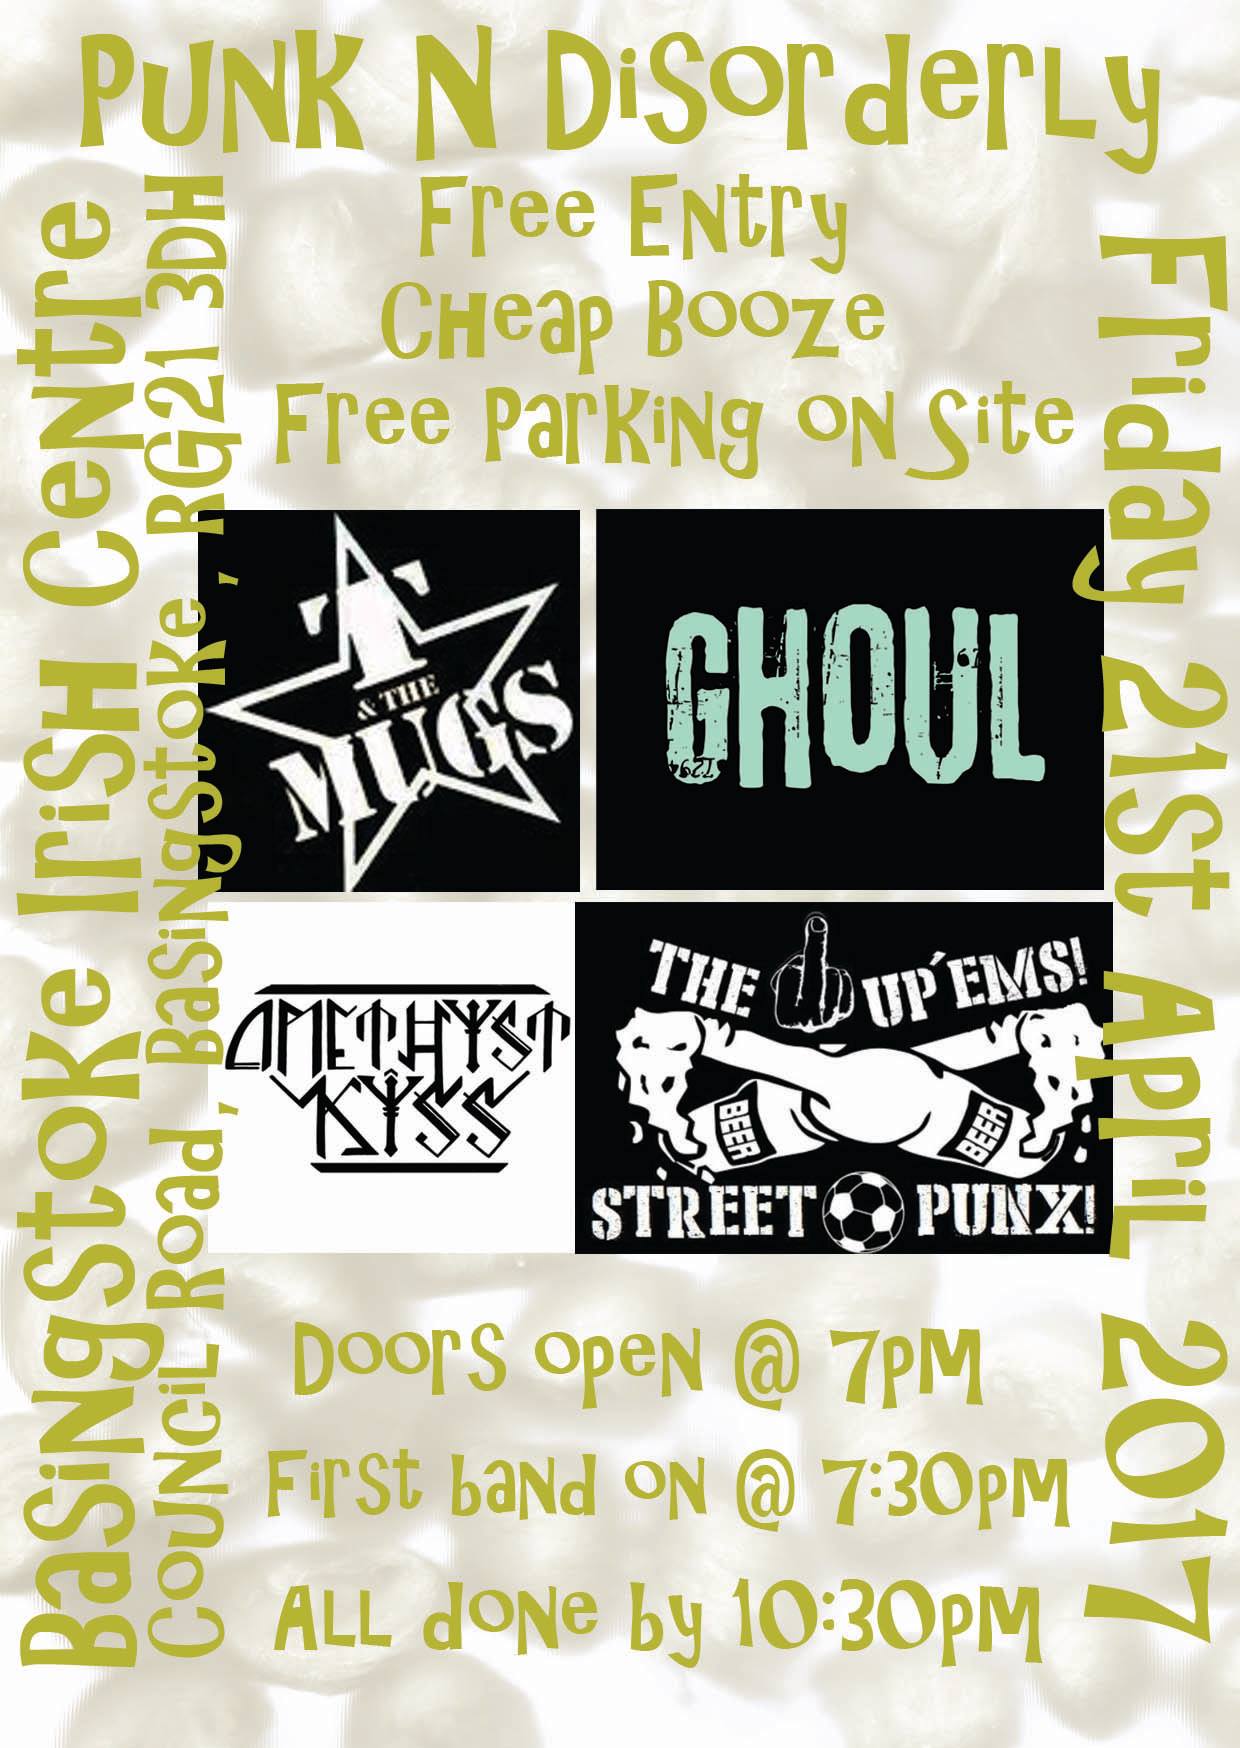 Punk N Disorderly
Free Entry
Cheap Booze
Free Parking on Site
Basingstoke Irish Centre
Council Road, Basingstoke, RG21 3DH
Friday 21st April 2017
T
& THE
MUGS
GHOUL
AMETHYST
KYSS
THE UP'EMS!
BEER BEER
STREET PUNX!
Doors open @ 7pm
First band on @ 7:30pm
All done by 10:30pm